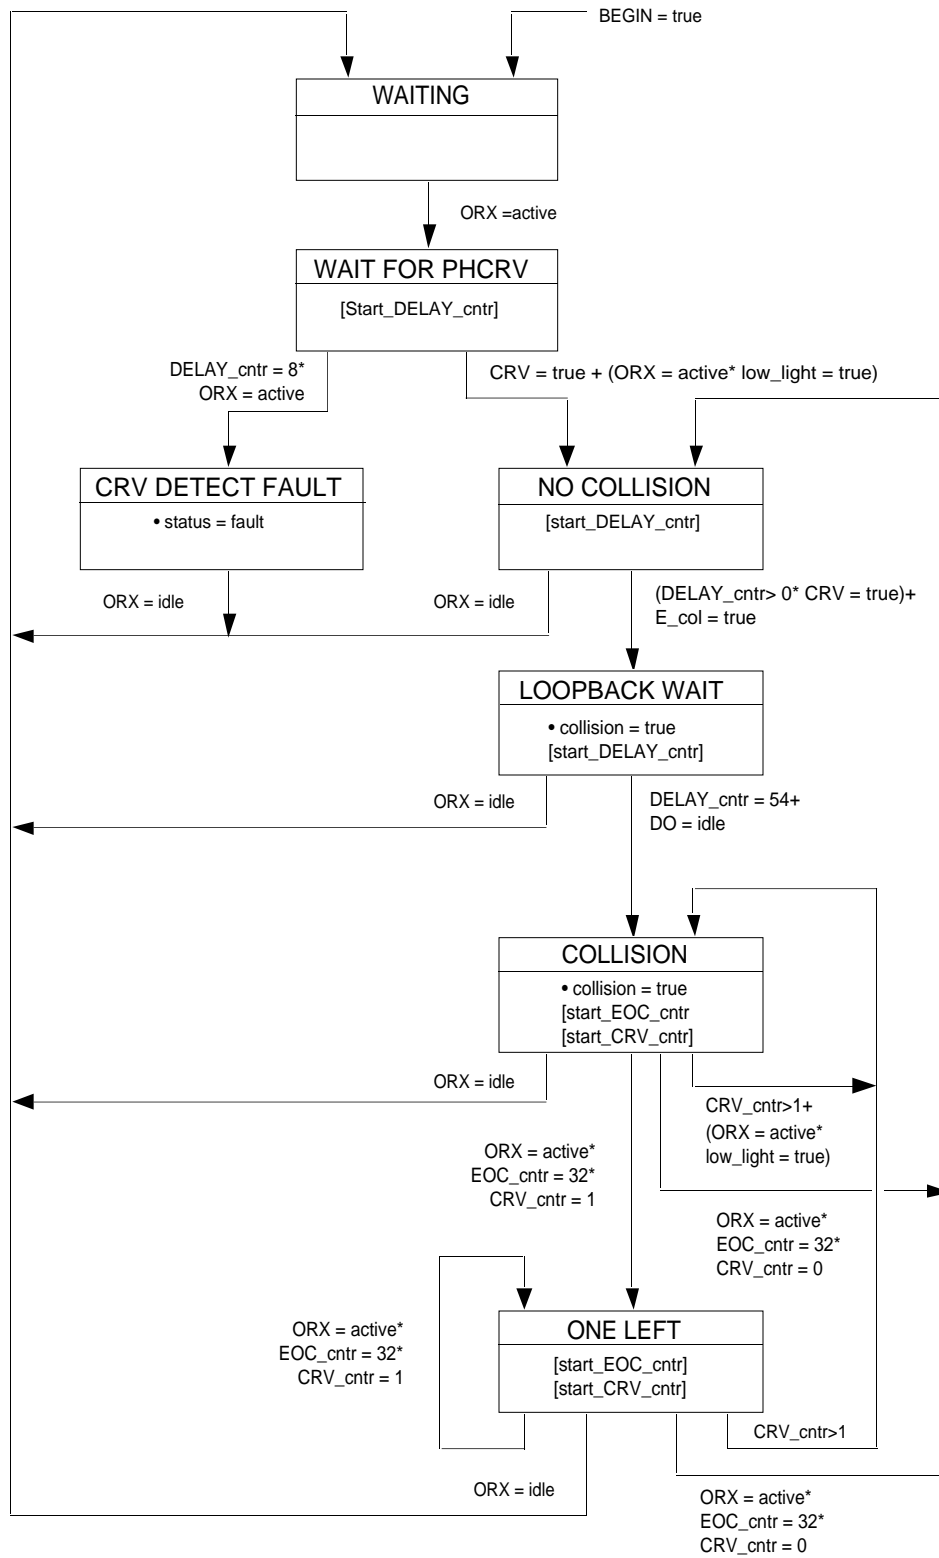 BEGIN = true
WAITING
ORX =active
WAIT FOR PHCRV
[Start_DELAY_cntr]
DELAY_cntr = 8*
ORX = active
CRV = true + (ORX = active* low_light = true)
CRV DETECT FAULT
• status = fault
NO COLLISION
[start_DELAY_cntr]
ORX = idle
ORX = idle
(DELAY_cntr> 0* CRV = true)+
E_col = true
LOOPBACK WAIT
• collision = true
[start_DELAY_cntr]
ORX = idle
DELAY_cntr = 54+
DO = idle
COLLISION
• collision = true
[start_EOC_cntr
[start_CRV_cntr]
ORX = idle
CRV_cntr>1+
(ORX = active*
low_light = true)
ORX = active*
EOC_cntr = 32*
CRV_cntr = 1
ORX = active*
EOC_cntr = 32*
CRV_cntr = 0
ONE LEFT
[start_EOC_cntr]
[start_CRV_cntr]
ORX = active*
EOC_cntr = 32*
CRV_cntr = 1
CRV_cntr>1
ORX = idle
ORX = active*
EOC_cntr = 32*
CRV_cntr = 0